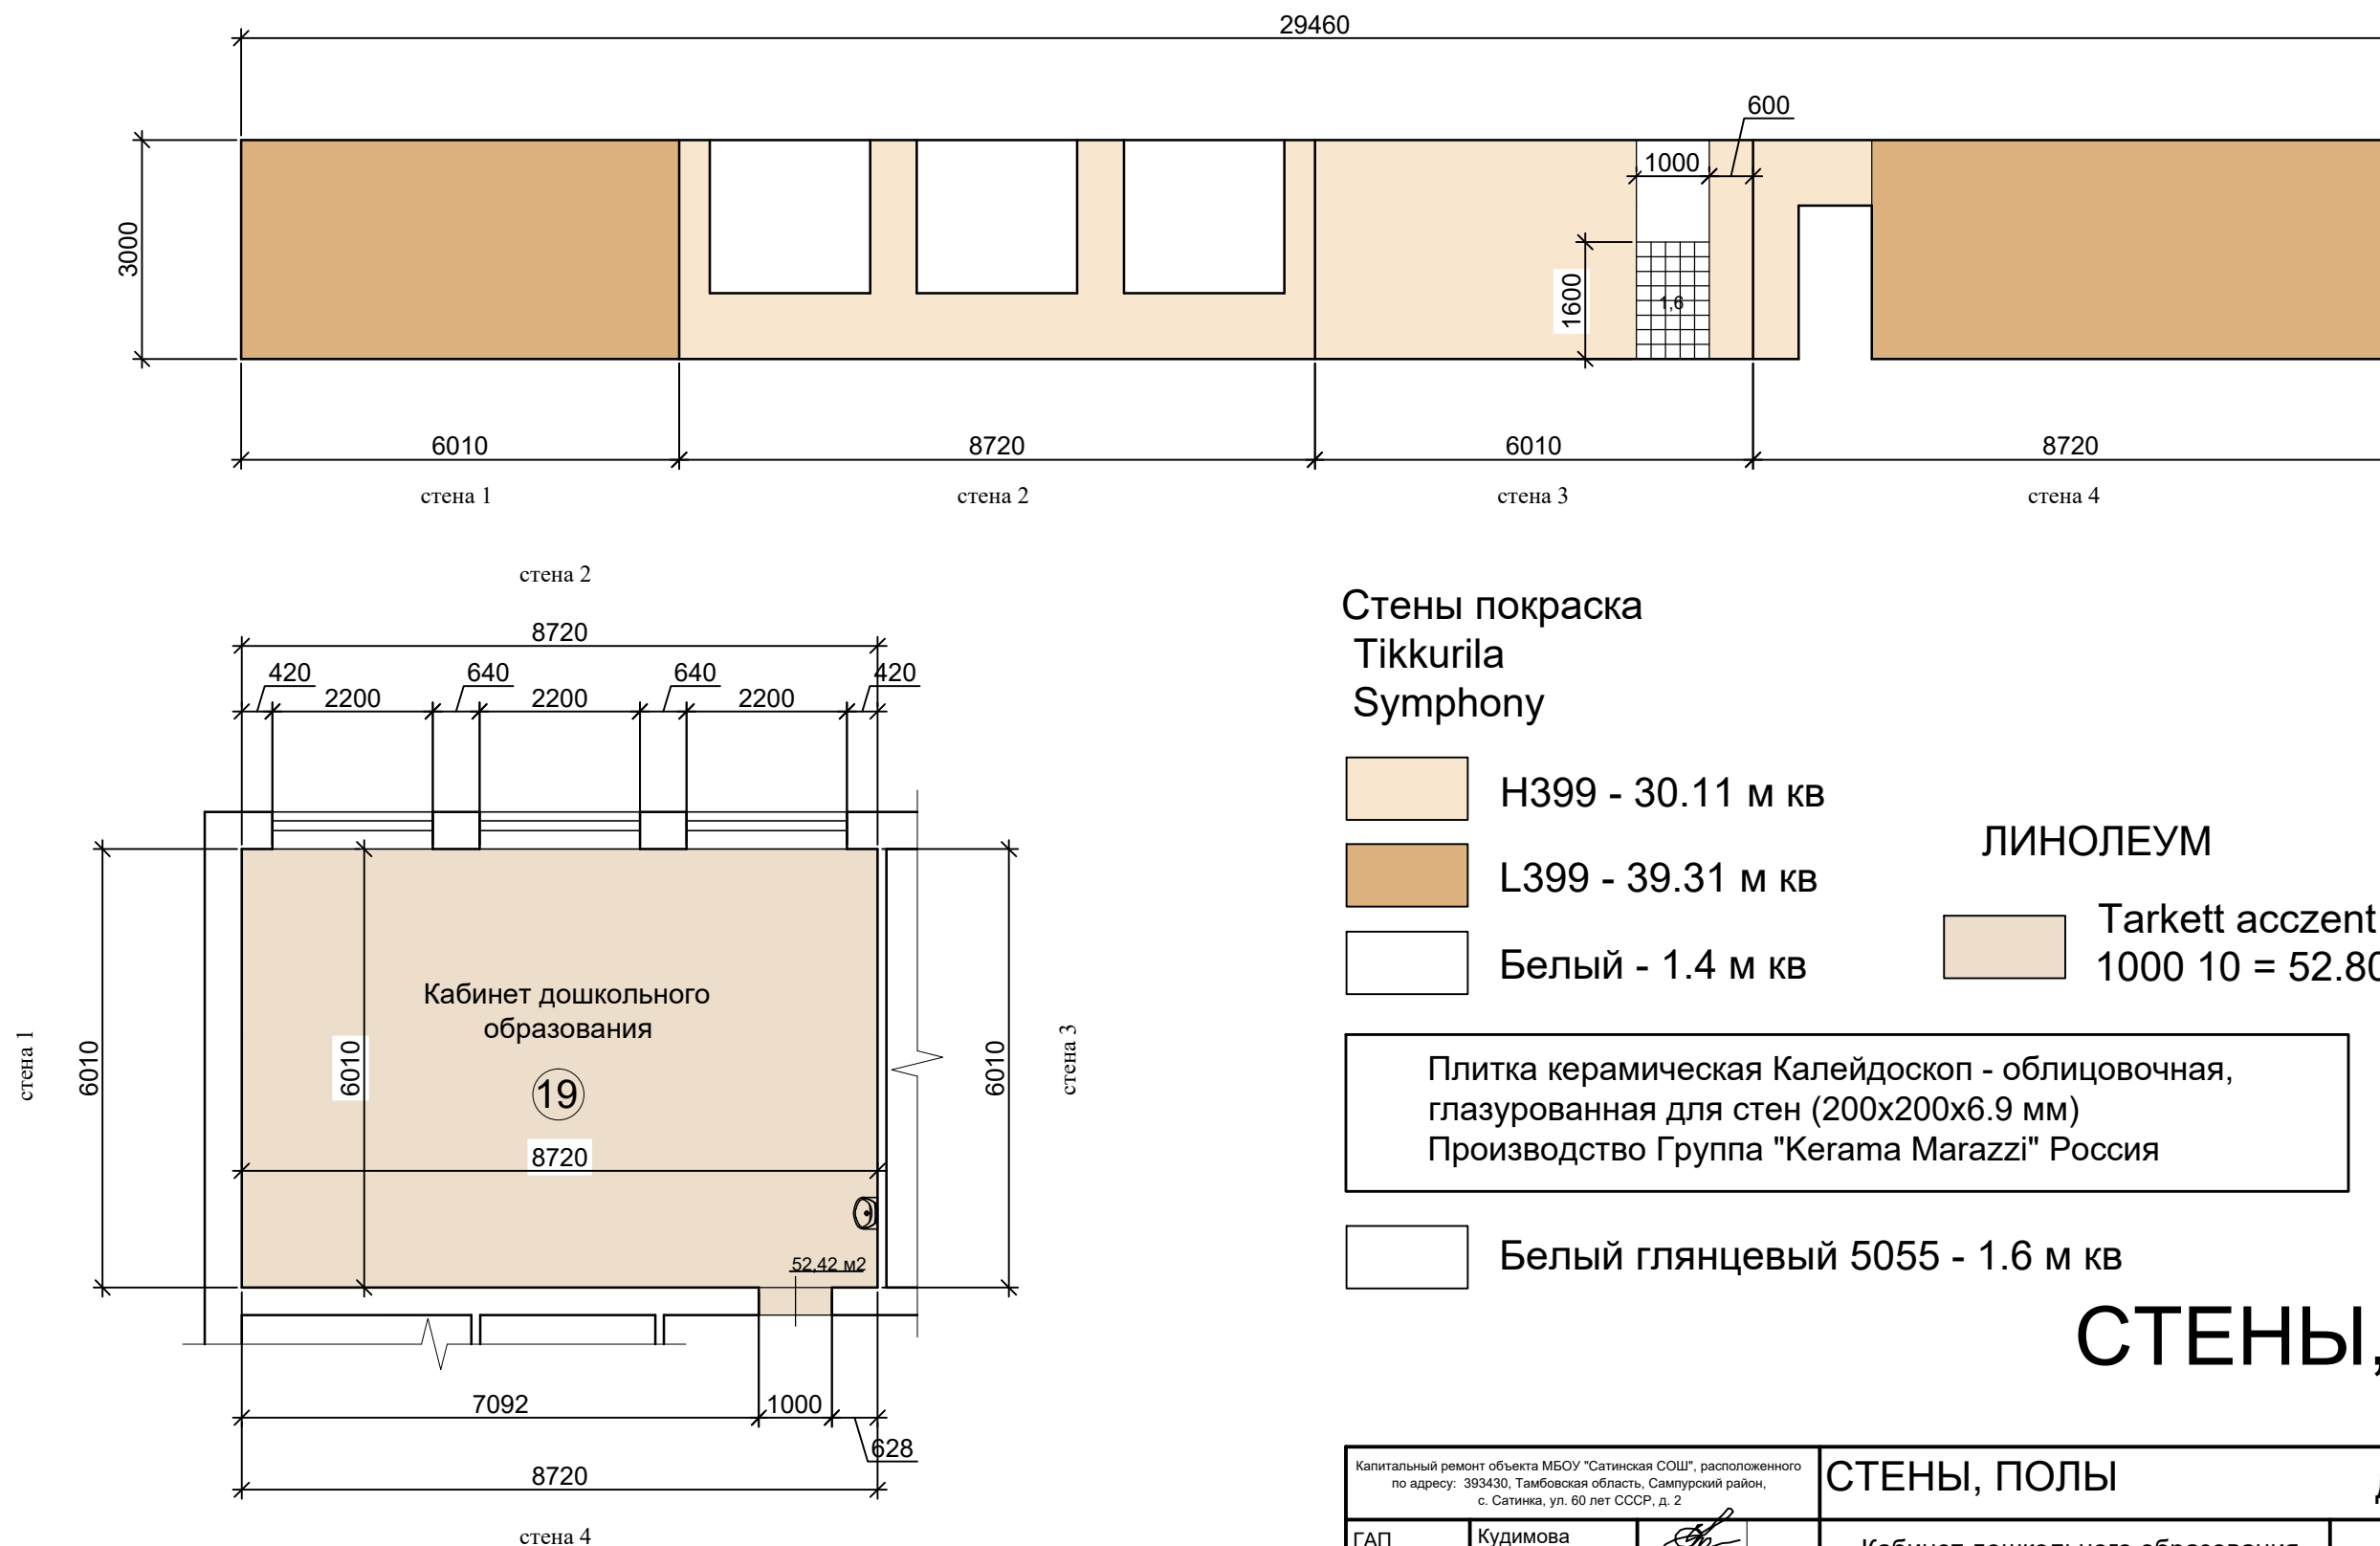 29460
600
1000
3000
1600
1,6
6010
8720
6010
8720
стена 1
стена 2
стена 3
стена 4
стена 2
8720
420
640
640
420
2200
2200
2200
Стены покраска
Tikkurila
Symphony
H399 - 30.11 м кв
L399 - 39.31 м кв
Белый - 1.4 м кв
ЛИНОЛЕУМ
Tarkett acczent
1000 10 = 52.80
Кабинет дошкольного
образования
19
стена 1
6010
6010
8720
6010
стена 3
52,42 м2
Плитка керамическая Калейдоскоп - облицовочная,
глазурованная для стен (200х200х6.9 мм)
Производство Группа "Kerama Marazzi" Россия
Белый глянцевый 5055 - 1.6 м кв
СТЕНЫ,
7092
1000
628
8720
стена 4
Капитальный ремонт объекта МБОУ "Сатинская СОШ", расположенного
по адресу: 393430, Тамбовская область, Сампурский район,
с. Сатинка, ул. 60 лет СССР, д. 2
СТЕНЫ, ПОЛЫ
ГАП
Кудимова
Кабинет дошкольного образования